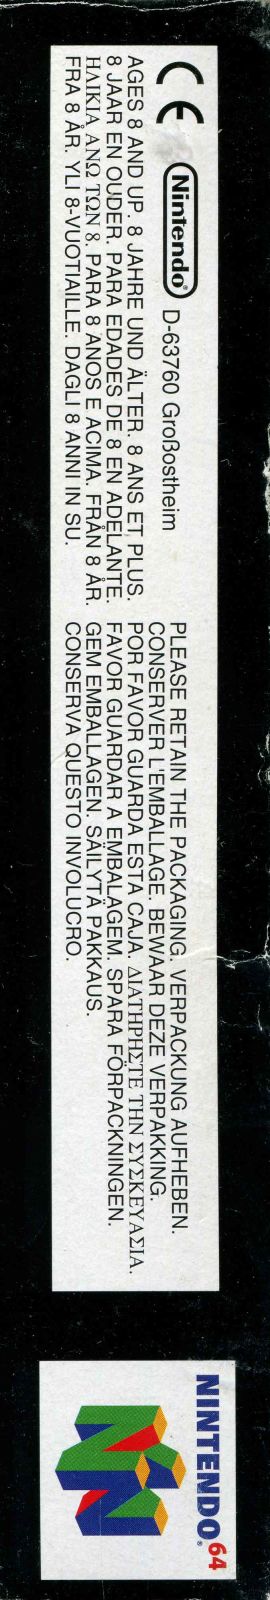 CE Nintendo® D-63760 Großostheim
AGES 8 AND UP. 8 JAHRE UND ÄLTER. 8 ANS ET PLUS.
8 JAAR EN OUDER. PARA EDADES DE 8 EN ADELANTE.
ΗΛΙΚΙΑ ΑΝΩ ΤΩΝ 8. PARA 8 ANOS E ACIMA. FRÅN 8 ÅR.
FRA 8 ÅR. YLI 8-VUOTIAILLE. DAGLI 8 ANNI IN SU.
PLEASE RETAIN THE PACKAGING. VERPACKUNG AUFHEBEN.
CONSERVER L'EMBALLAGE. BEWAAR DEZE VERPAKKING.
POR FAVOR GUARDA ESTA CAJA. ΔΙΑΤΗΡΗΣΤΕ ΤΗΝ ΣΥΣΚΕΥΑΣΙΑ.
FAVOR GUARDAR A EMBALAGEM. SPARA FÖRPACKNINGEN.
GEM EMBALLAGEN. SÄILYTÄ PAKKAUS.
CONSERVA QUESTO INVOLUCRO.
NINTENDO®64